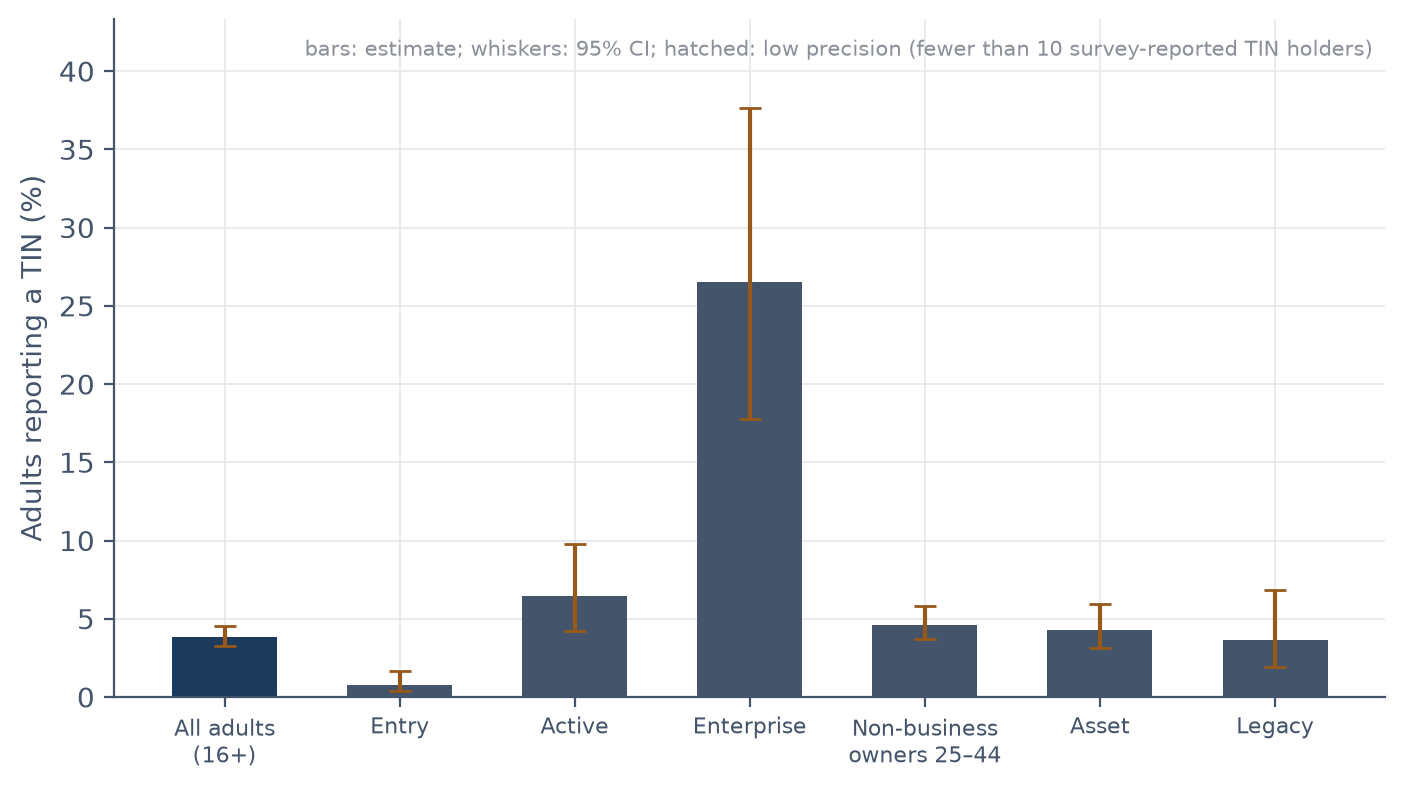 bars: estimate; whiskers: 95% CI; hatched: low precision (fewer than 10 survey-reported TIN holders)
Adults reporting a TIN (%)
40
35
30
25
20
15
10
5
0
All adults
(16+)
Entry
Active
Enterprise
Non-business
owners 25–44
Asset
Legacy